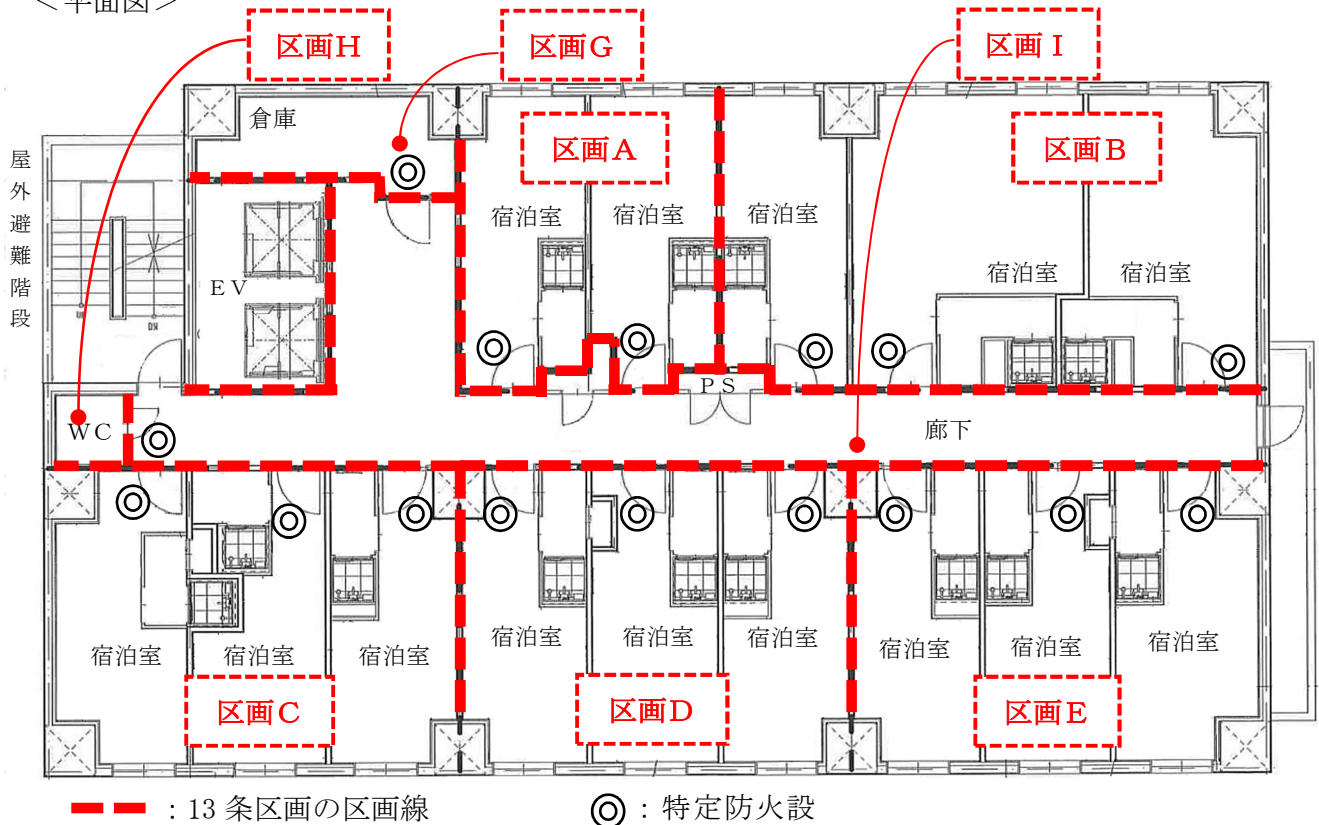 ＜平面図＞
区画H
区画G
区画I
倉庫
屋外避難階段
区画A
区画B
宿泊室
宿泊室
宿泊室
宿泊室
宿泊室
EV
DN
PS
WC
廊下
宿泊室
宿泊室
宿泊室
宿泊室
宿泊室
宿泊室
宿泊室
宿泊室
宿泊室
区画C
区画D
区画E
：13条区画の区画線
◎：特定防火設